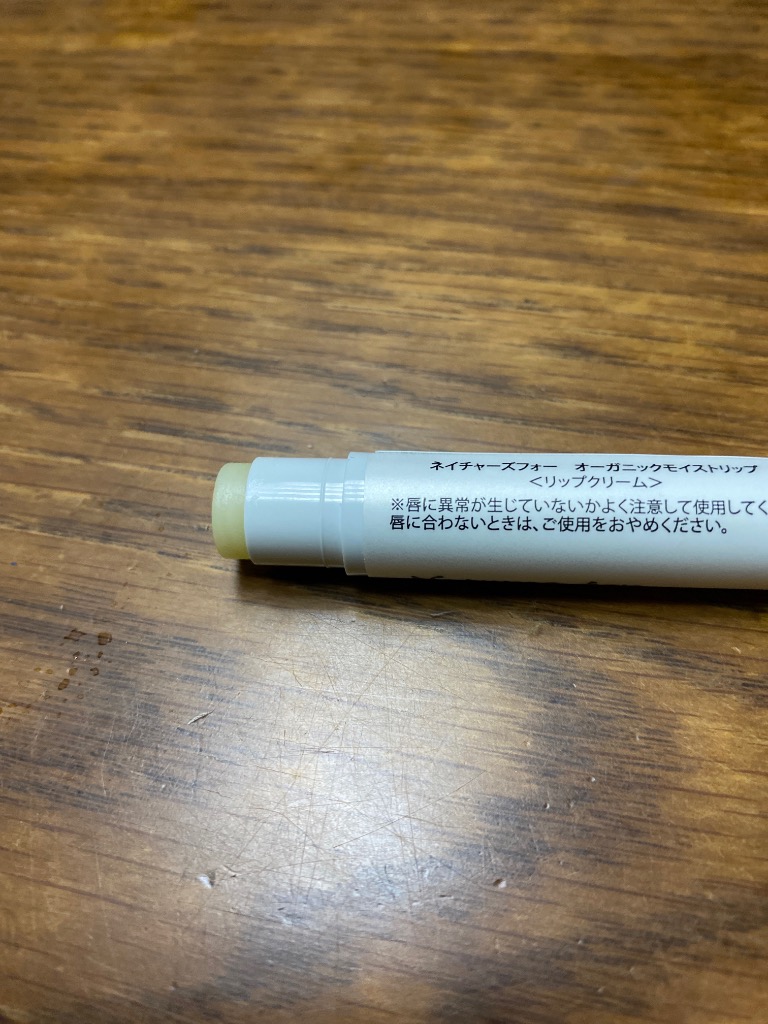 ネイチャーズフォー　オーガニックモイストリップ
＜リップクリーム＞
※唇に異常が生じていないかよく注意して使用してく
唇に合わないときは、ご使用をおやめください。